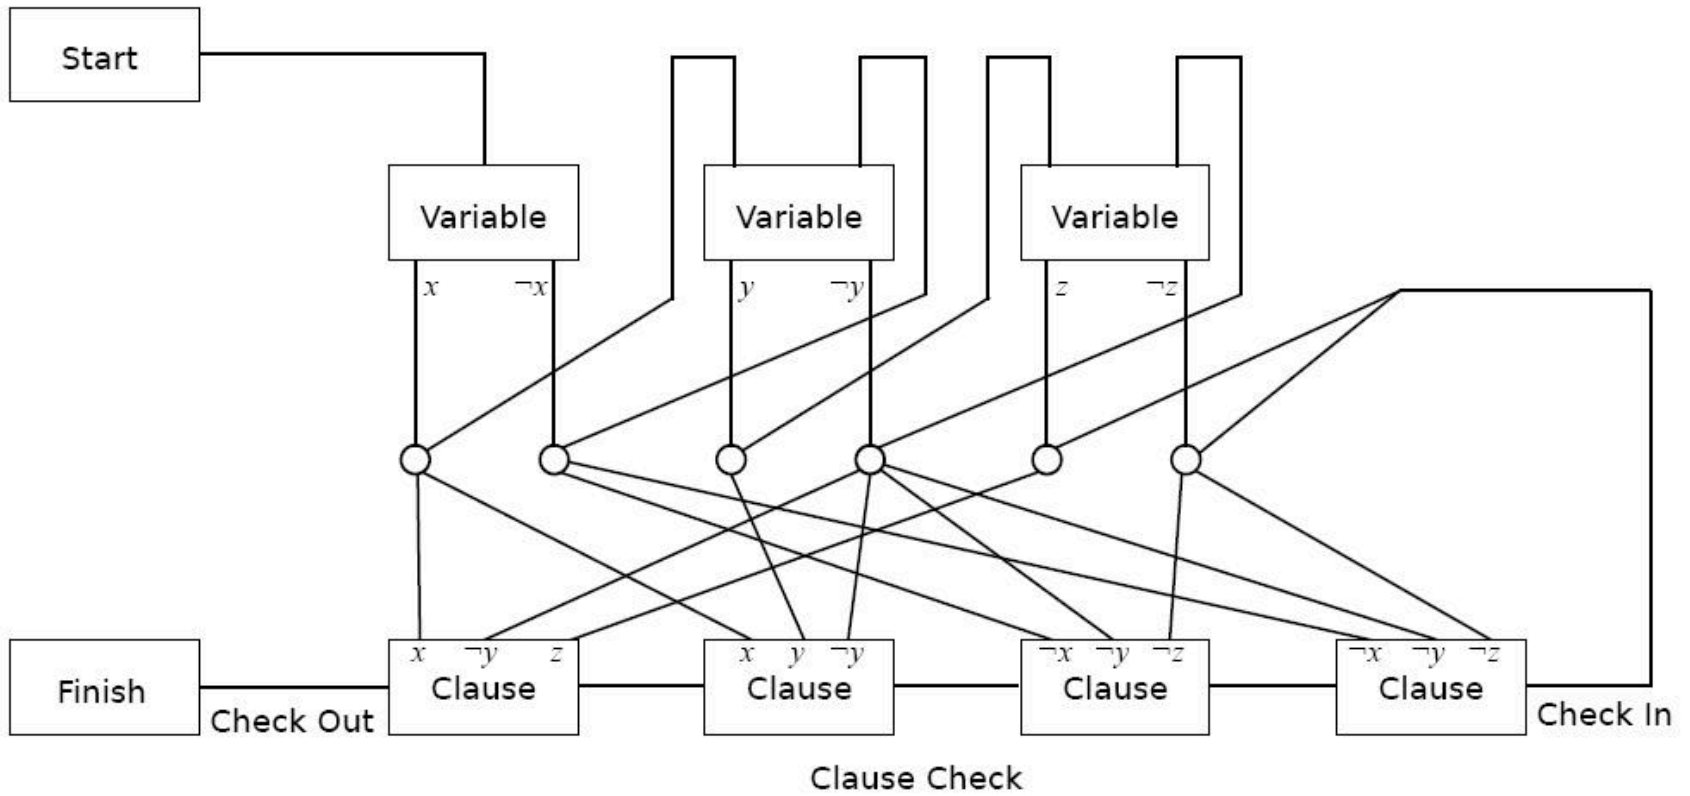 Start
Variable Variable Variable
x ¬x y ¬y z ¬z
x ¬y z x y ¬y ¬x ¬y ¬z ¬x ¬y ¬z
Finish Clause Clause Clause Clause
Check Out Check In
Clause Check